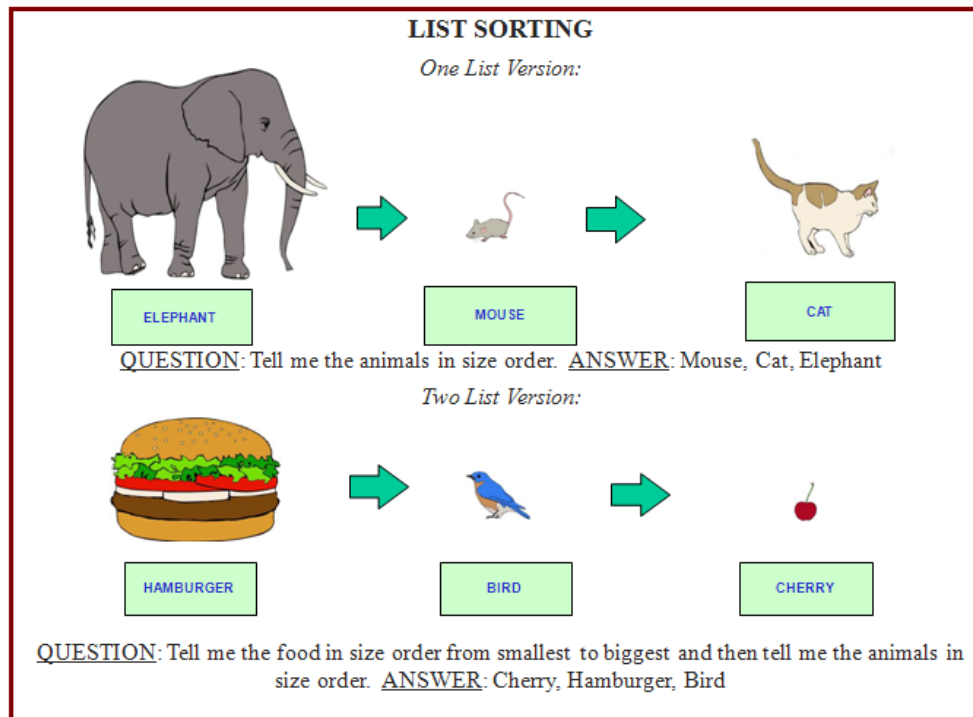 LIST SORTING
One List Version:
ELEPHANT
MOUSE
CAT
QUESTION: Tell me the animals in size order. ANSWER: Mouse, Cat, Elephant
Two List Version:
HAMBURGER
BIRD
CHERRY
QUESTION: Tell me the food in size order from smallest to biggest and then tell me the animals in
size order. ANSWER: Cherry, Hamburger, Bird